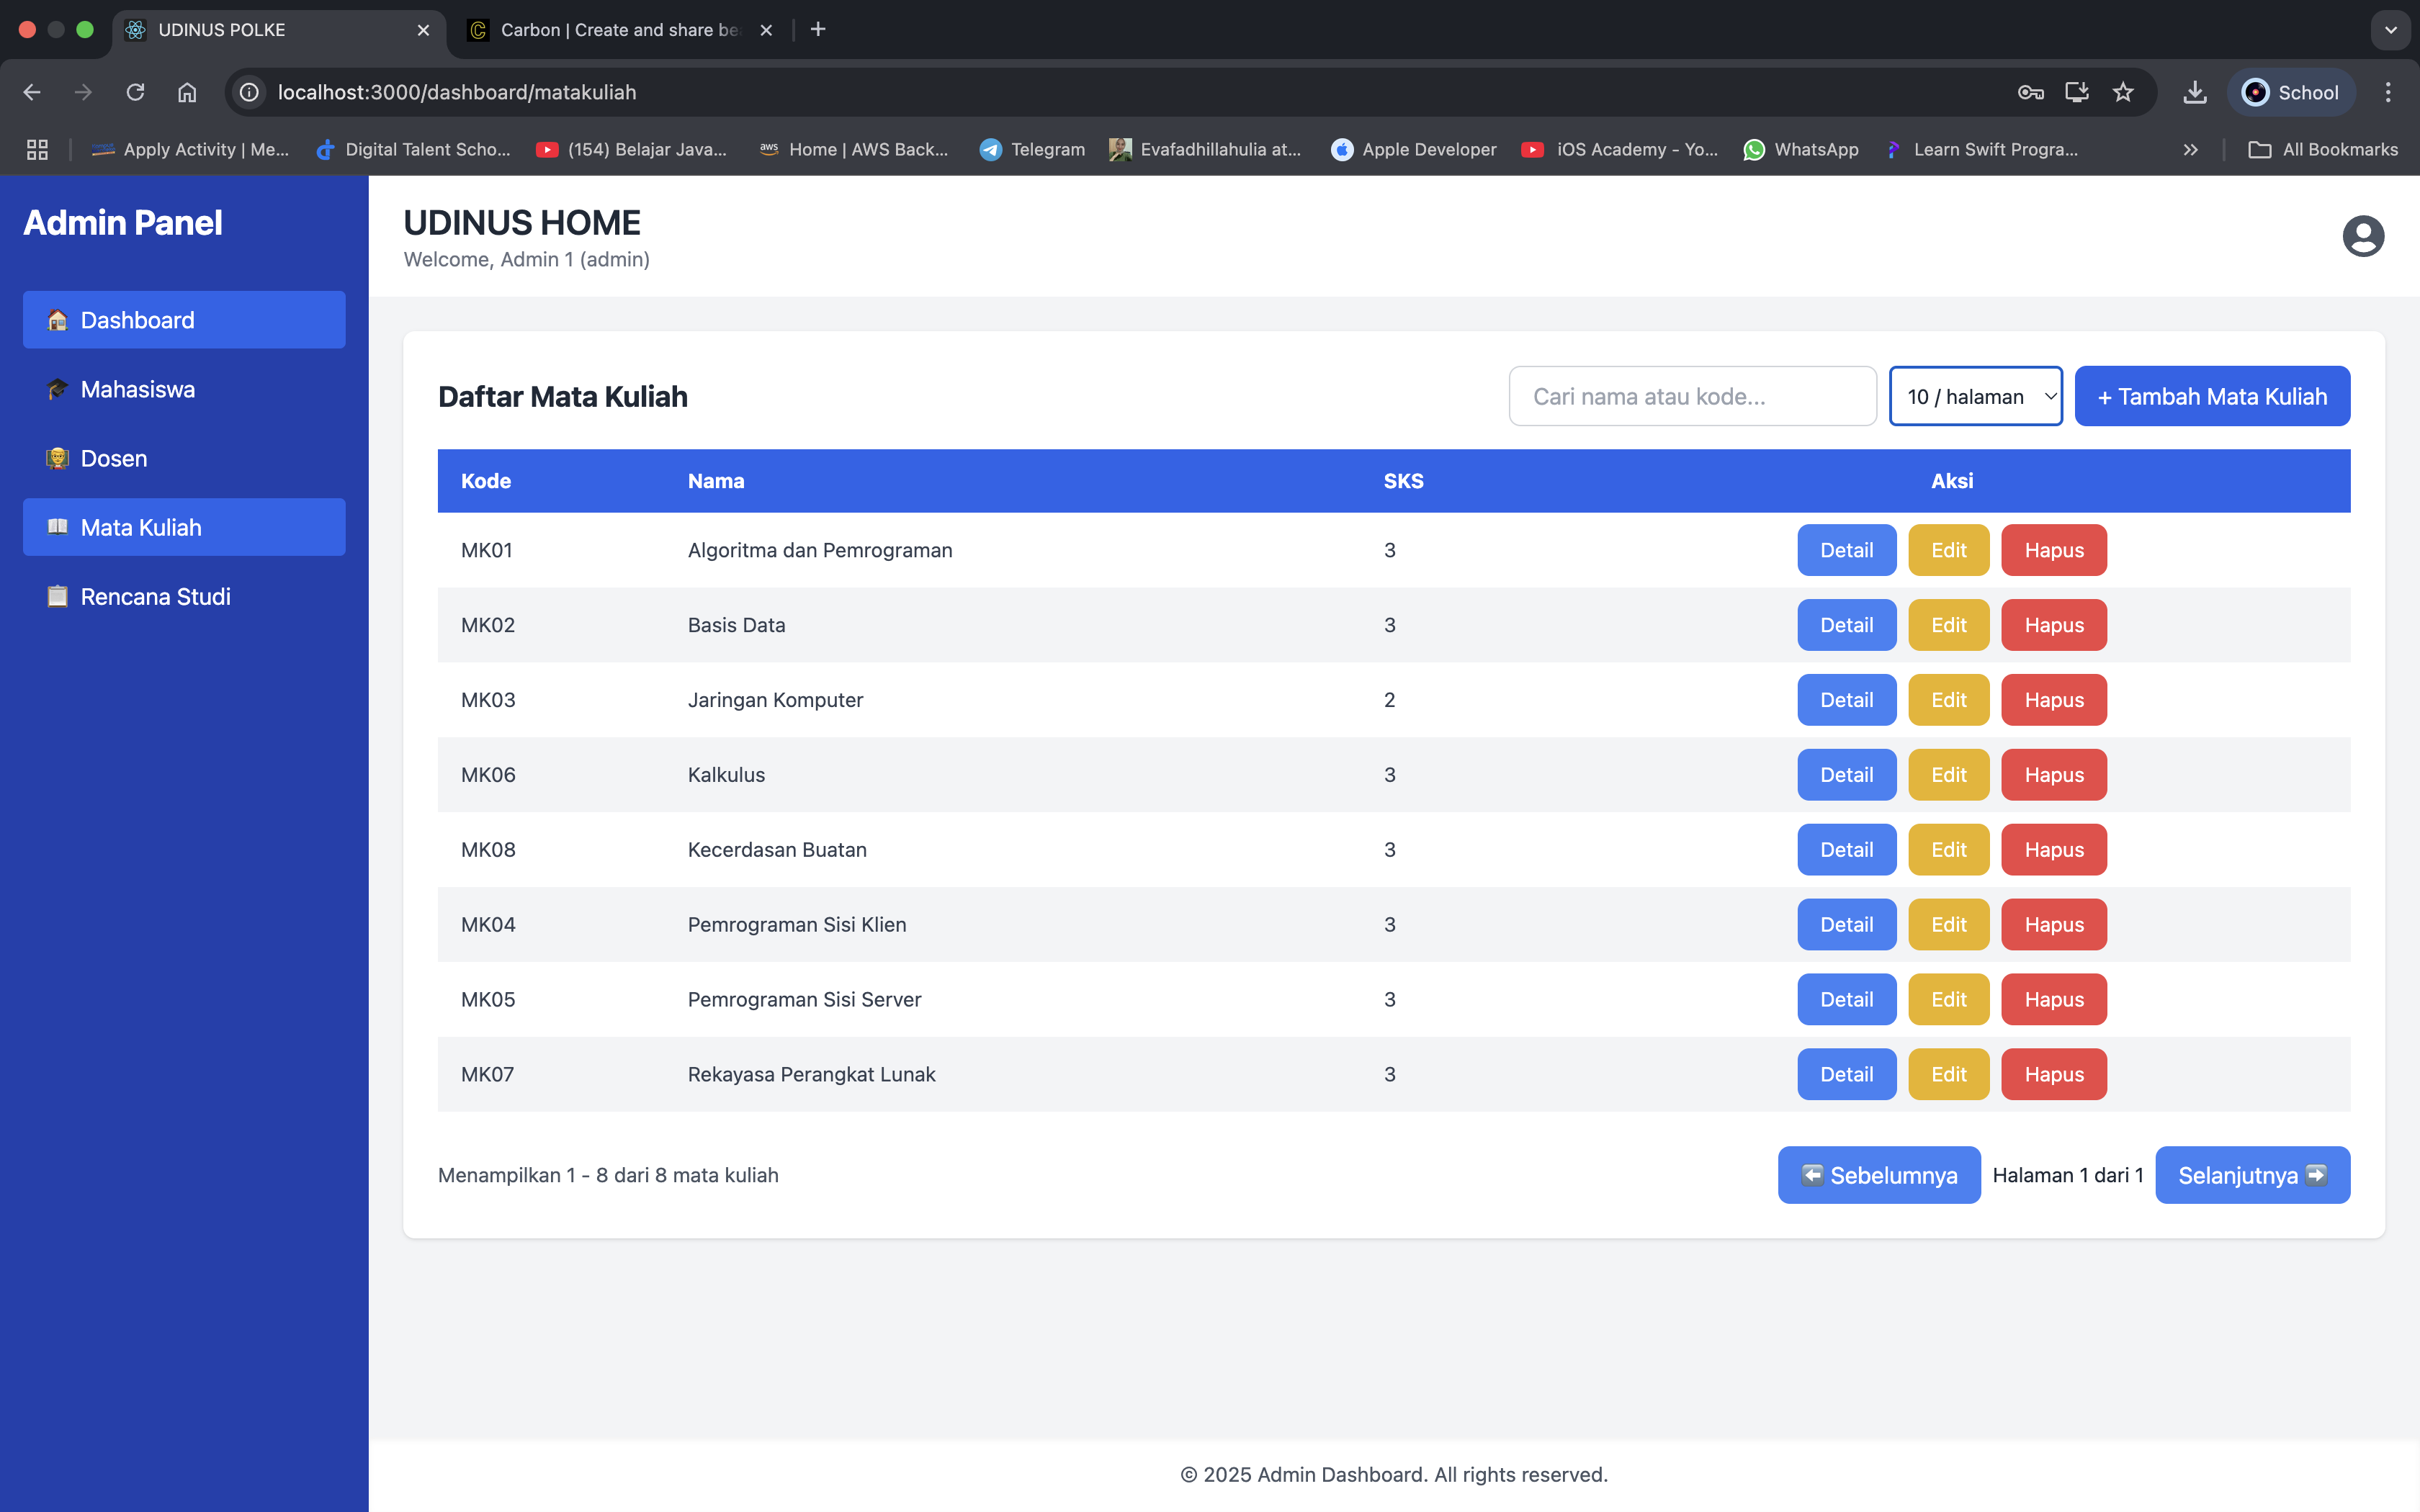 UDINUS POLKE
Carbon | Create and share be
localhost:3000/dashboard/matakuliah
School
Apply Activity | Me...
Digital Talent Scho...
(154) Belajar Java...
aws
Home | AWS Back...
Telegram
Evafadhillahulia at...
Apple Developer
iOS Academy - Yo...
WhatsApp
Learn Swift Progra...
All Bookmarks
Admin Panel
Dashboard
Mahasiswa
Dosen
Mata Kuliah
Rencana Studi
UDINUS HOME
Welcome, Admin 1 (admin)
Daftar Mata Kuliah
Cari nama atau kode...
10 / halaman
+ Tambah Mata Kuliah
Kode Nama SKS Aksi
MK01 Algoritma dan Pemrograman 3 Detail Edit Hapus
MK02 Basis Data 3 Detail Edit Hapus
MK03 Jaringan Komputer 2 Detail Edit Hapus
MK06 Kalkulus 3 Detail Edit Hapus
MK08 Kecerdasan Buatan 3 Detail Edit Hapus
MK04 Pemrograman Sisi Klien 3 Detail Edit Hapus
MK05 Pemrograman Sisi Server 3 Detail Edit Hapus
MK07 Rekayasa Perangkat Lunak 3 Detail Edit Hapus
Menampilkan 1 - 8 dari 8 mata kuliah
⬅️ Sebelumnya Halaman 1 dari 1 Selanjutnya ➡️
© 2025 Admin Dashboard. All rights reserved.